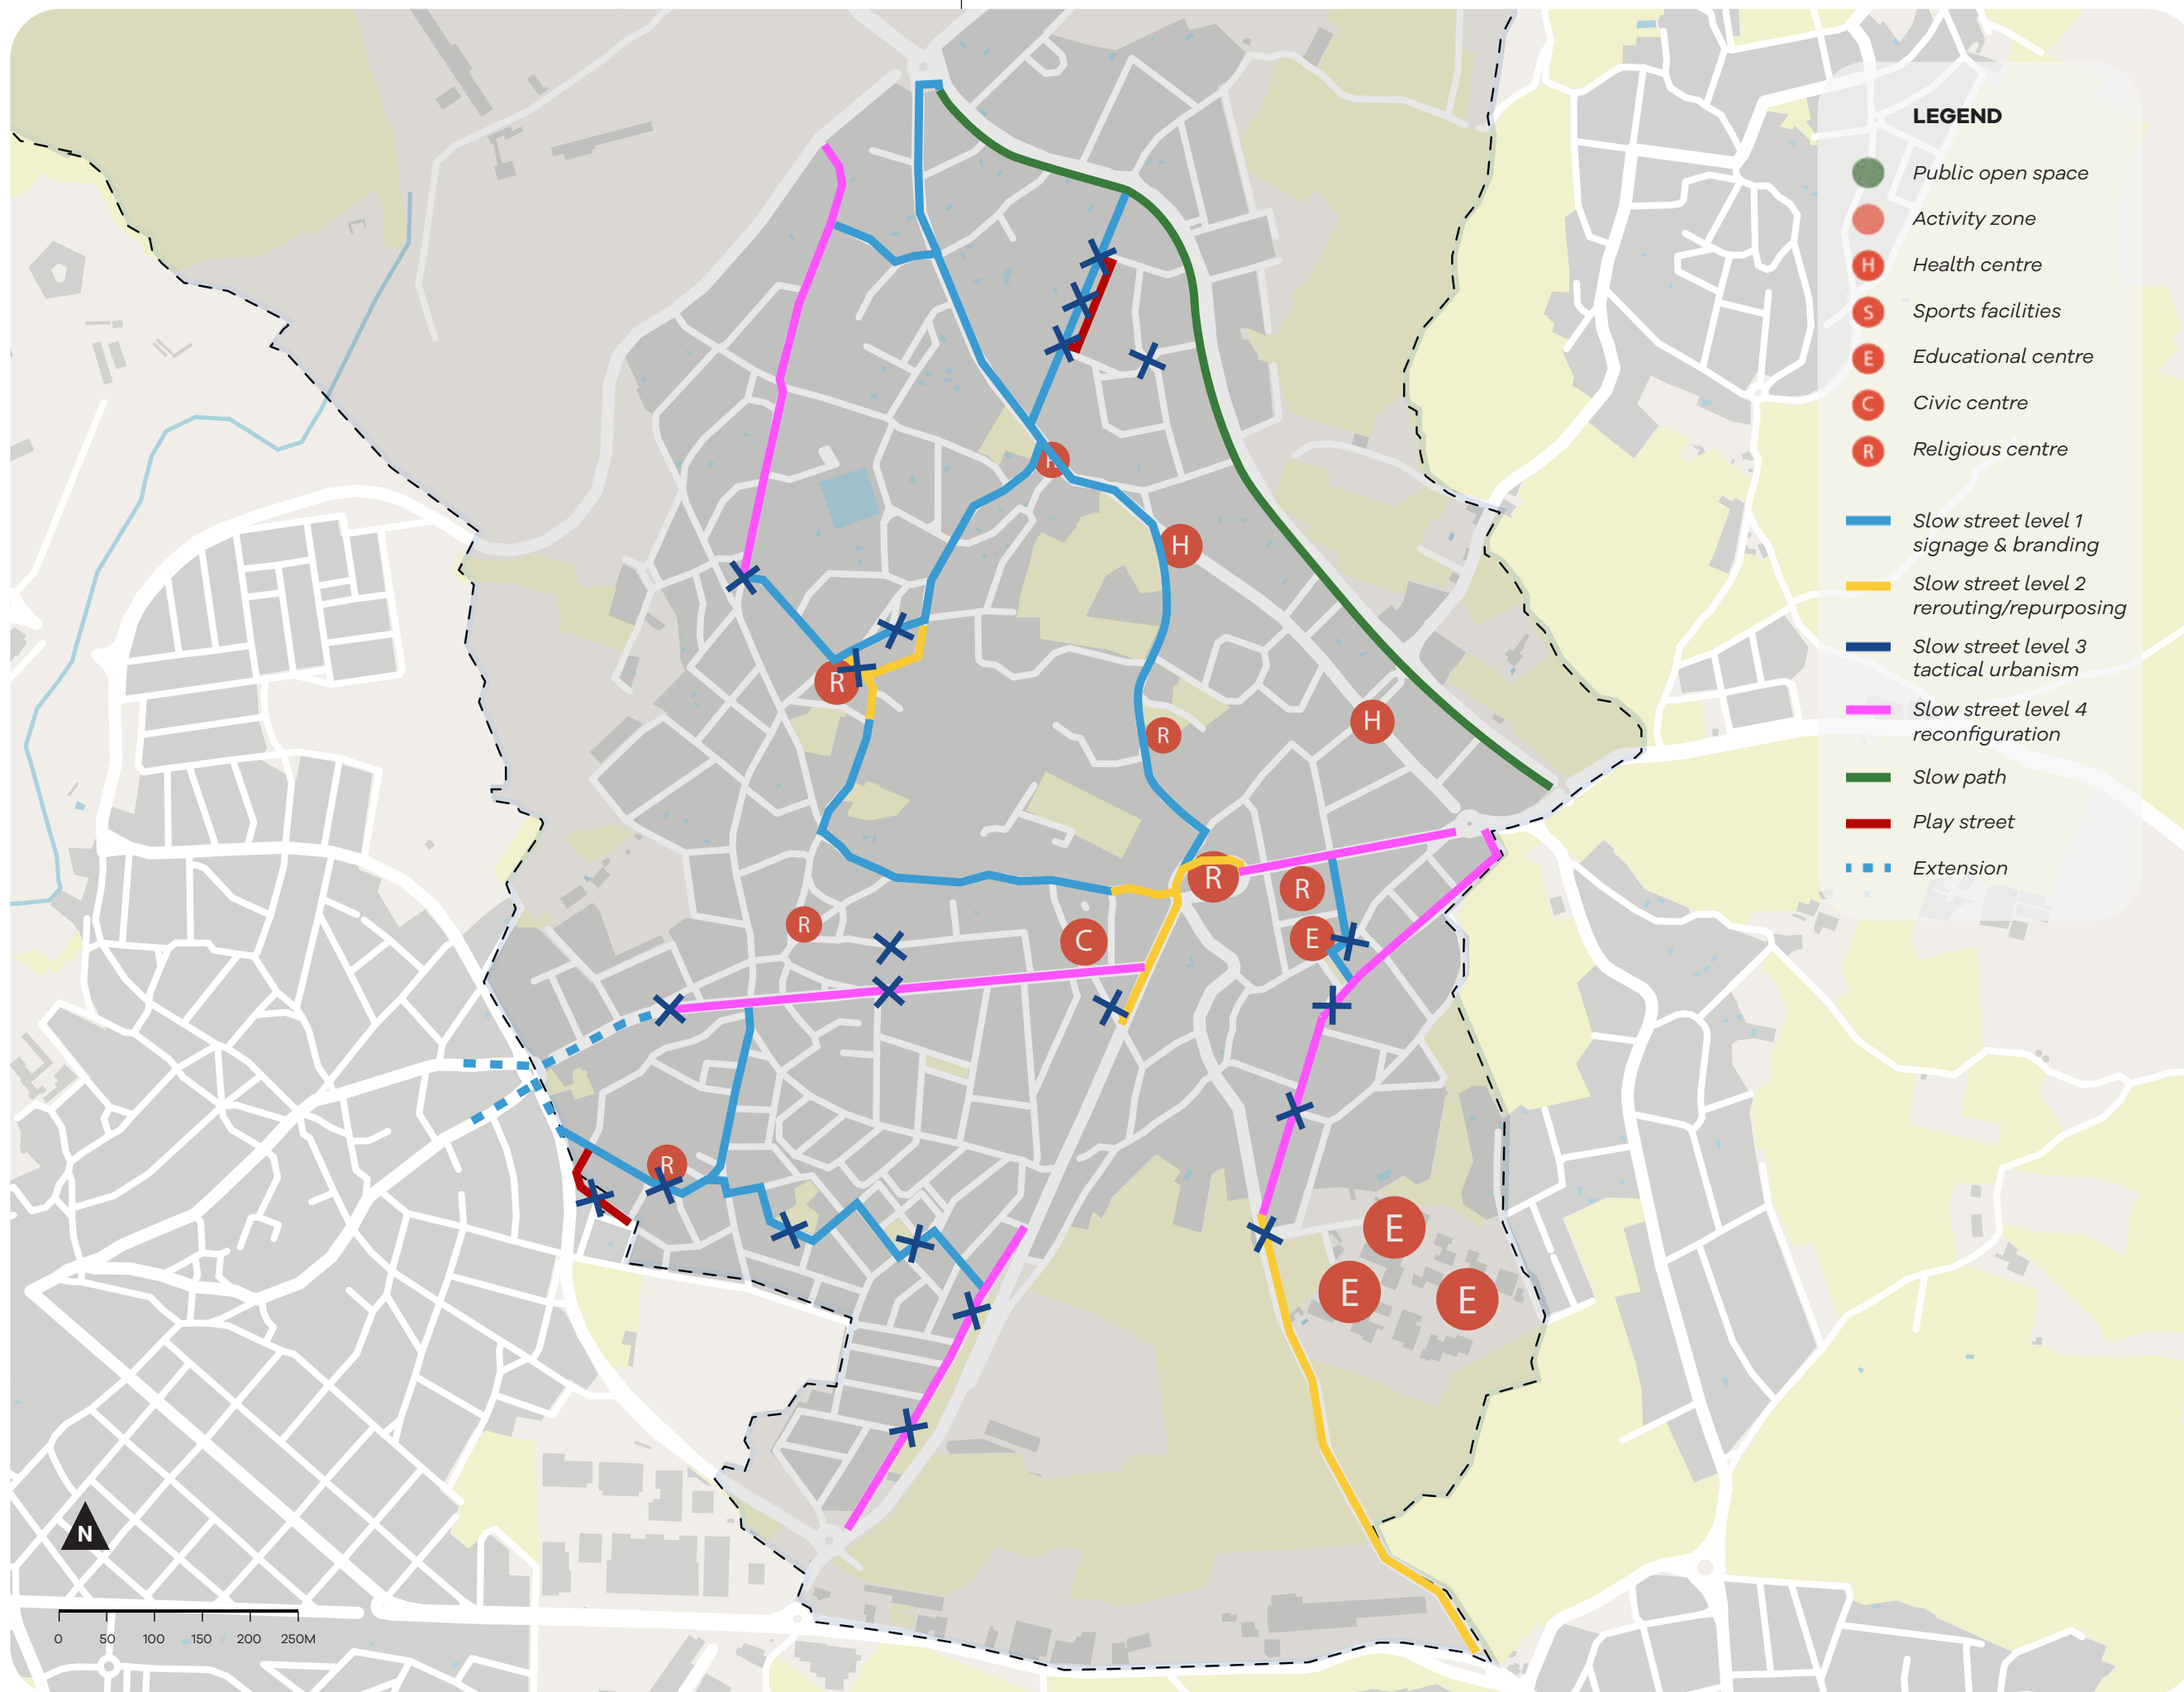 LEGEND
Public open space
Activity zone
H Health centre
S Sports facilities
E Educational centre
C Civic centre
R Religious centre
Slow street level 1
signage & branding
Slow street level 2
rerouting/repurposing
Slow street level 3
tactical urbanism
Slow street level 4
reconfiguration
Slow path
Play street
Extension
R
H
R
H
R
R
R
R
E
C
R
E
E
E
N
0 50 100 150 200 250M